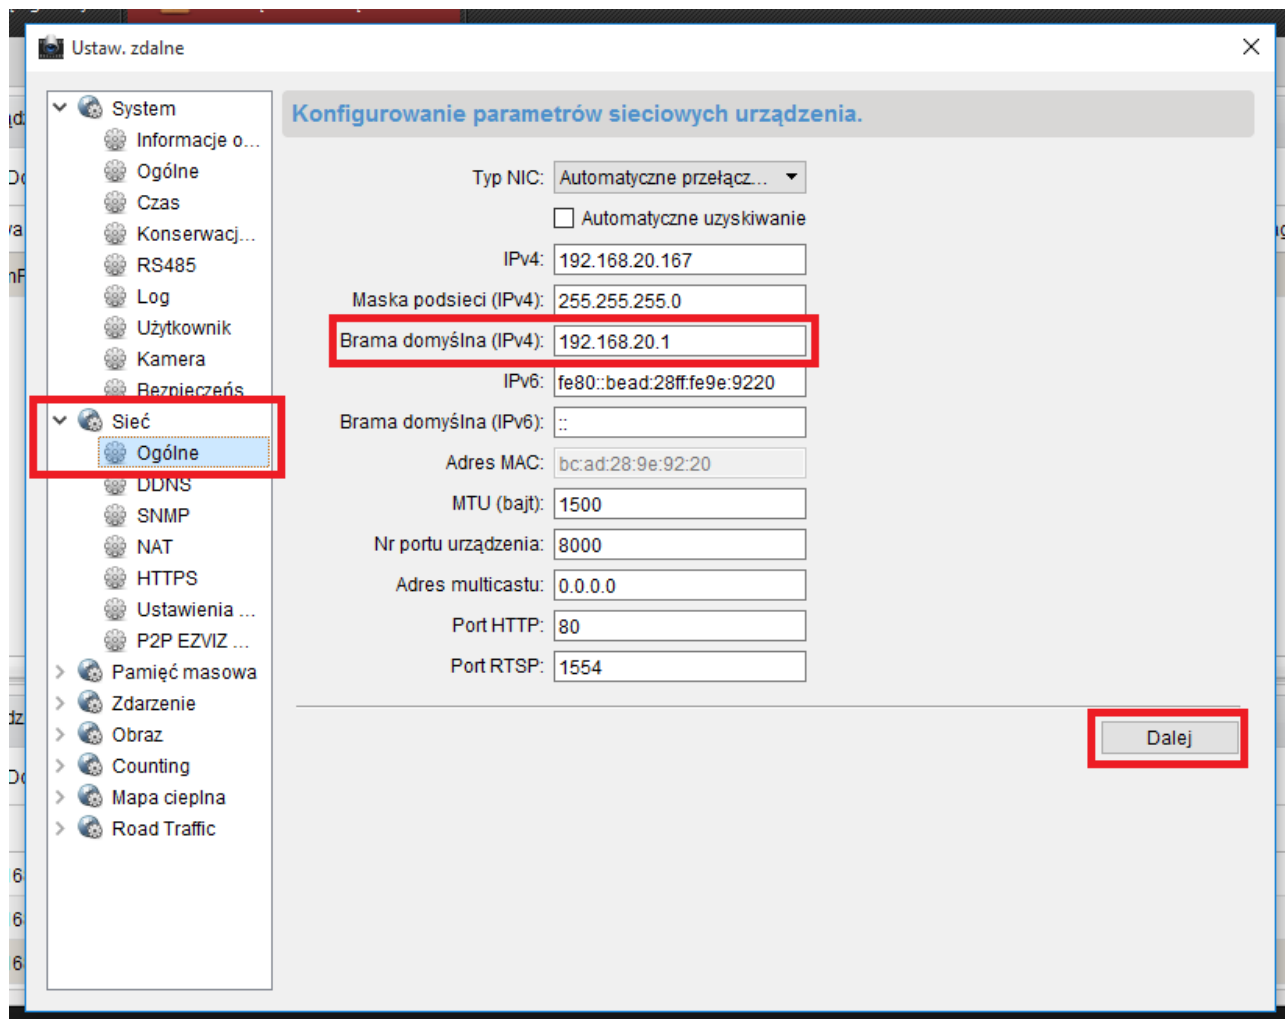 Ustaw. zdalne
System
Informacje o...
Ogólne
Czas
Konserwacj...
RS485
Log
Użytkownik
Kamera
Bezpieczeńs
Sieć
Ogólne
DDNS
SNMP
NAT
HTTPS
Ustawienia ...
P2P EZVIZ ...
Pamięć masowa
Zdarzenie
Obraz
Counting
Mapa cieplna
Road Traffic
Konfigurowanie parametrów sieciowych urządzenia.
Typ NIC: Automatyczne przełącz...
Automatyczne uzyskiwanie
IPv4: 192.168.20.167
Maska podsieci (IPv4): 255.255.255.0
Brama domyślna (IPv4): 192.168.20.1
IPv6: fe80::bead:28ff:fe9e:9220
Brama domyślna (IPv6): ::
Adres MAC: bc:ad:28:9e:92:20
MTU (bajt): 1500
Nr portu urządzenia: 8000
Adres multicastu: 0.0.0.0
Port HTTP: 80
Port RTSP: 1554
Dalej